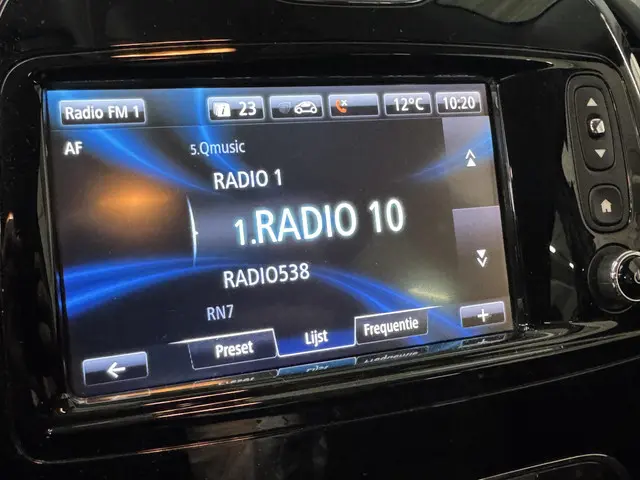 Radio FM 1
7 23
12°C
10:20
AF
5.Qmusic
RADIO 1
1.RADIO 10
RADIO538
RN7
Preset
Lijst
Frequentie
+